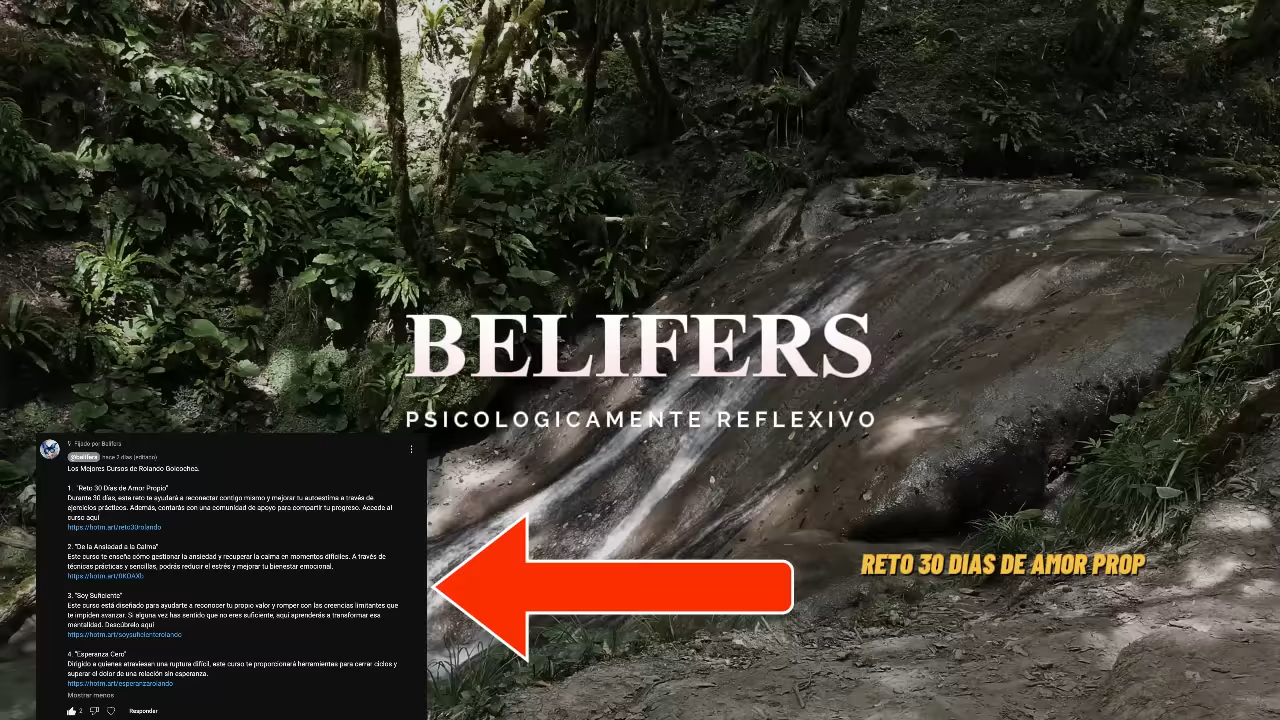 BELIFERS
PSICOLOGICAMENTE REFLEXIVO
Fijado por Belifers
@belifers hace 2 días (editado)
Los Mejores Cursos de Rolando Goicochea.
1. "Reto 30 Días de Amor Propio"
Durante 30 días, este reto te ayudará a reconectar contigo mismo y mejorar tu autoestima a través de
ejercicios prácticos. Además, contarás con una comunidad de apoyo para compartir tu progreso. Accede al
curso aquí
https://hotm.art/reto30rolando
2. "De la Ansiedad a la Calma"
Este curso te enseña cómo gestionar la ansiedad y recuperar la calma en momentos difíciles. A través de
técnicas prácticas y sencillas, podrás reducir el estrés y mejorar tu bienestar emocional.
https://hotm.art/0KOAXb
3. "Soy Suficiente"
Este curso está diseñado para ayudarte a reconocer tu propio valor y romper con las creencias limitantes que
te impiden avanzar. Si alguna vez has sentido que no eres suficiente, aquí aprenderás a transformar esa
mentalidad. Descúbrelo aquí
https://hotm.art/soysuficienterolando
4. "Esperanza Cero"
Dirigido a quienes atraviesan una ruptura difícil, este curso te proporcionará herramientas para cerrar ciclos y
superar el dolor de una relación sin esperanza.
https://hotm.art/esperanzarolando
Mostrar menos
2 Responder
RETO 30 DIAS DE AMOR PROP